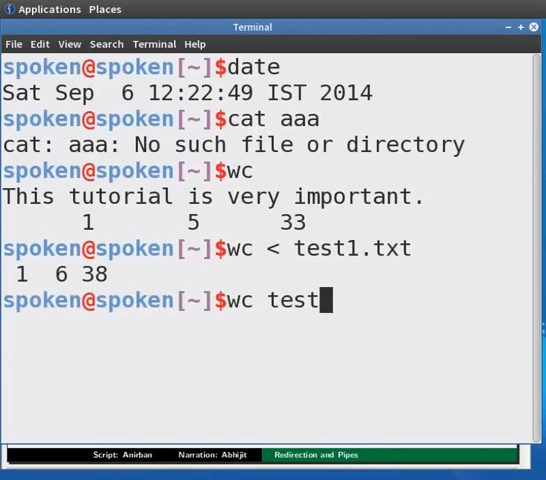 Applications Places
Terminal
File Edit View Search Terminal Help
spoken@spoken[~]$date
Sat Sep  6 12:22:49 IST 2014
spoken@spoken[~]$cat aaa
cat: aaa: No such file or directory
spoken@spoken[~]$wc
This tutorial is very important.
      1       5      33
spoken@spoken[~]$wc < test1.txt
 1  6 38
spoken@spoken[~]$wc test
Script: Anirban Narration: Abhijit Redirection and Pipes